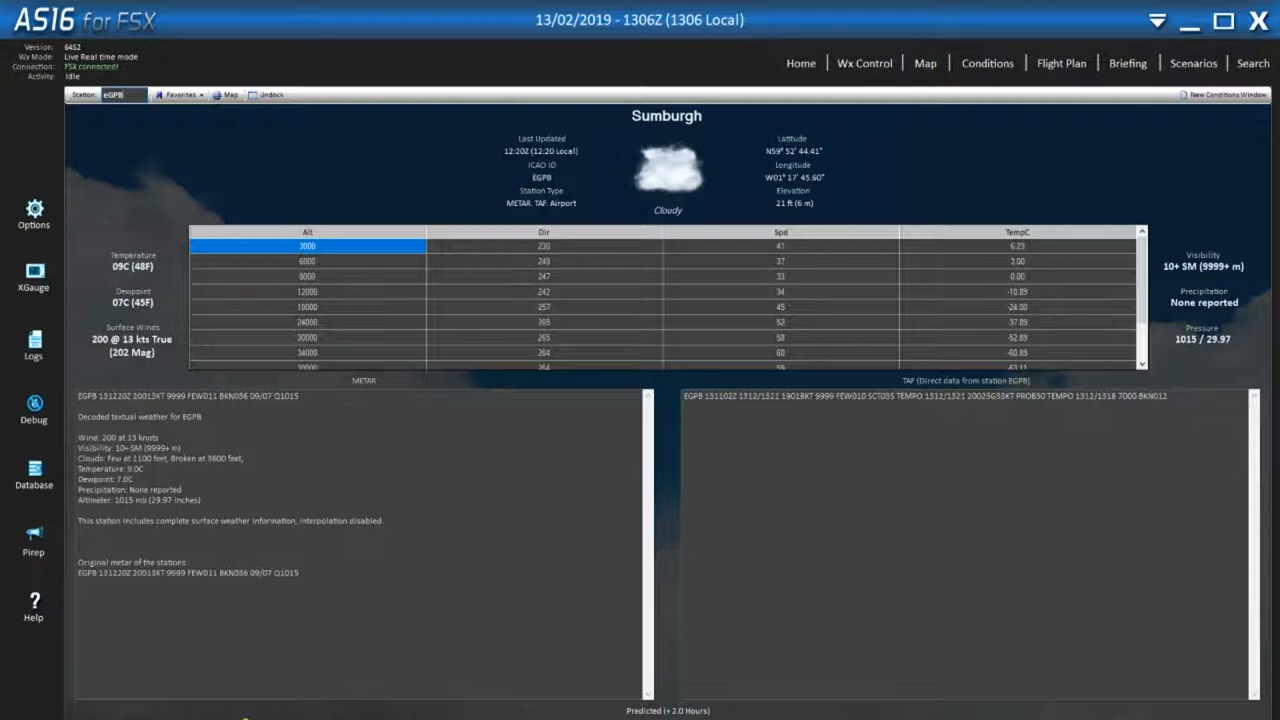 AS16 for FSX
13/02/2019 - 1306Z (1306 Local)
Version: 6452
Wx Mode: Live Real time mode
Connection: FSX connected!
Activity: Idle
Home | Wx Control | Map | Conditions | Flight Plan | Briefing | Scenarios | Search
Station: eGPB Favorites Map Undock New Conditions Window
Sumburgh
Last Updated
12:20Z (12:20 Local)
ICAO ID
EGPB
Station Type
METAR. TAF. Airport
Cloudy
Latitude
N59° 52' 44.41"
Longitude
W01° 17' 45.60"
Elevation
21 ft (6 m)
Options
XGauge
Logs
Debug
Database
Pirep
Help
Temperature
09C (48F)
Dewpoint
07C (45F)
Surface Winds
200 @ 13 kts True
(202 Mag)
Alt Dir Spd TempC
3000 230 41 6.23
6000 249 37 3.00
9000 247 33 0.00
12000 242 34 -10.89
18000 257 45 -24.00
24000 265 52 -37.89
30000 265 58 -52.89
34000 264 60 -60.89
Visibility
10+ SM (9999+ m)
Precipitation
None reported
Pressure
1015 / 29.97
METAR
EGPB 131220Z 20013KT 9999 FEW011 BKN036 09/07 Q1015
Decoded textual weather for EGPB
Wind: 200 at 13 knots
Visibility: 10+ SM (9999+ m)
Clouds: Few at 1100 feet, Broken at 3600 feet,
Temperature: 9.0C
Dewpoint: 7.0C
Precipitation: None reported
Altimeter: 1015 mb (29.97 inches)
This station includes complete surface weather information, interpolation disabled.
Original metar of the stations
EGPB 131220Z 20013KT 9999 FEW011 BKN036 09/07 Q1015
TAF (Direct data from station EGPB)
EGPB 131102Z 1312/1321 19018KT 9999 FEW010 SCT035 TEMPO 1312/1321 20023G33KT PROB30 TEMPO 1312/1318 7000 BKN012
Predicted (+ 2.0 Hours)